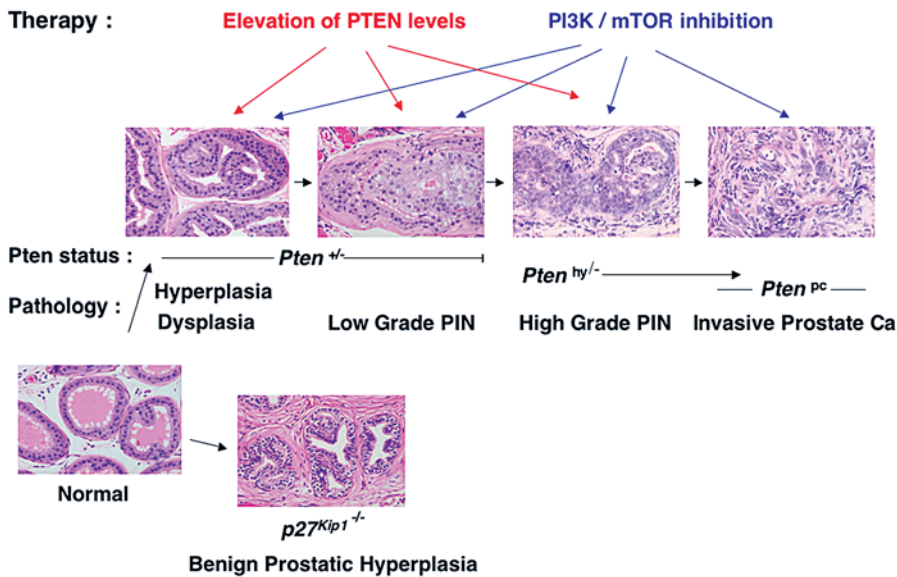 Therapy : Elevation of PTEN levels PI3K / mTOR inhibition
Pten status : Pten +/- Pten hy/- Pten pc
Pathology : Hyperplasia
Dysplasia Low Grade PIN High Grade PIN Invasive Prostate Ca
Normal
p27Kip1 -/-
Benign Prostatic Hyperplasia